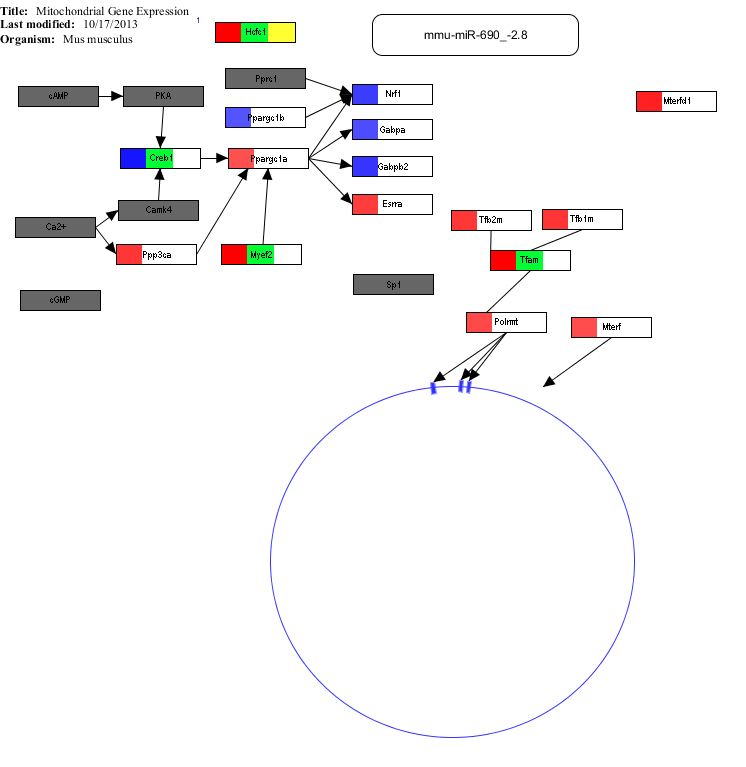 Title: Mitochondrial Gene Expression
Last modified: 10/17/2013
Organism: Mus musculus
1
Hcfc1
mmu-miR-690_-2.8
Pprc1
cAMP
PKA
Nrf1
Mterfd1
Ppargc1b
Gabpa
Creb1
Ppargc1a
Gabpb2
Camk4
Esrra
Ca2+
Tfb2m
Tfb1m
Ppp3ca
Myef2
Tfam
Sp1
cGMP
Polrmt
Mterf